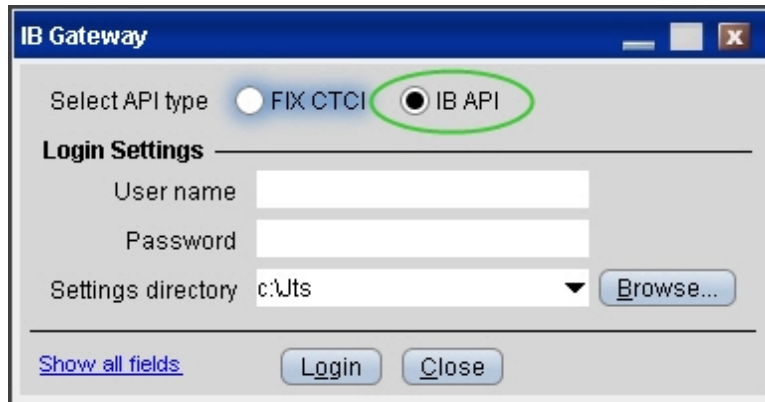 IB Gateway
Select API type FIX CTCI IB API
Login Settings
User name
Password
Settings directory c:\Jts Browse...
Show all fields Login Close